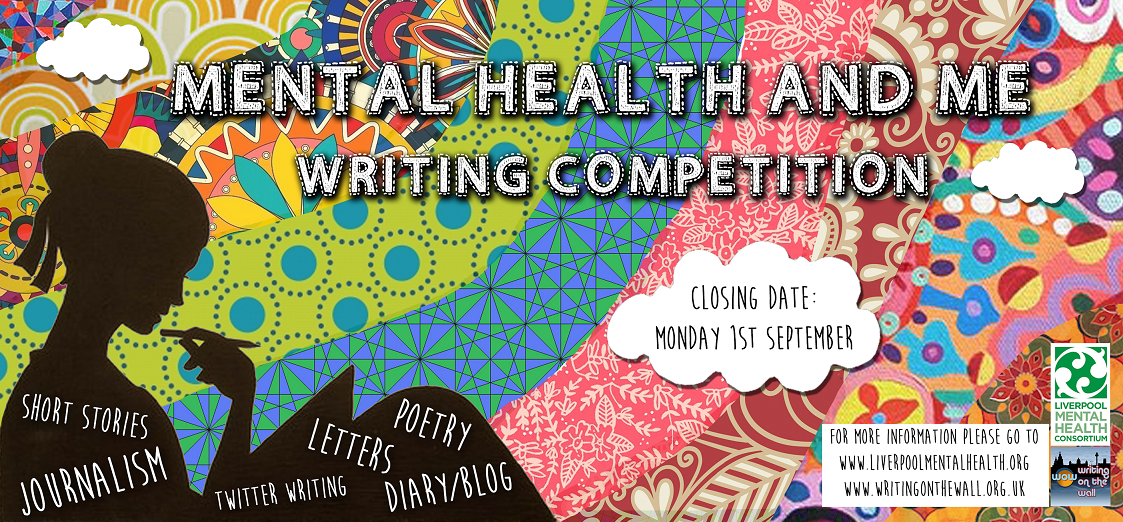 MENTAL HEALTH AND ME
WRITING COMPETITION
CLOSING DATE:
MONDAY 1ST SEPTEMBER
SHORT STORIES
JOURNALISM
TWITTER WRITING
LETTERS
POETRY
DIARY/BLOG
FOR MORE INFORMATION PLEASE GO TO
WWW.LIVERPOOLMENTALHEALTH.ORG
WWW.WRITINGONTHEWALL.ORG.UK
LIVERPOOL
MENTAL
HEALTH
CONSORTIUM
wow writing
on the
wall